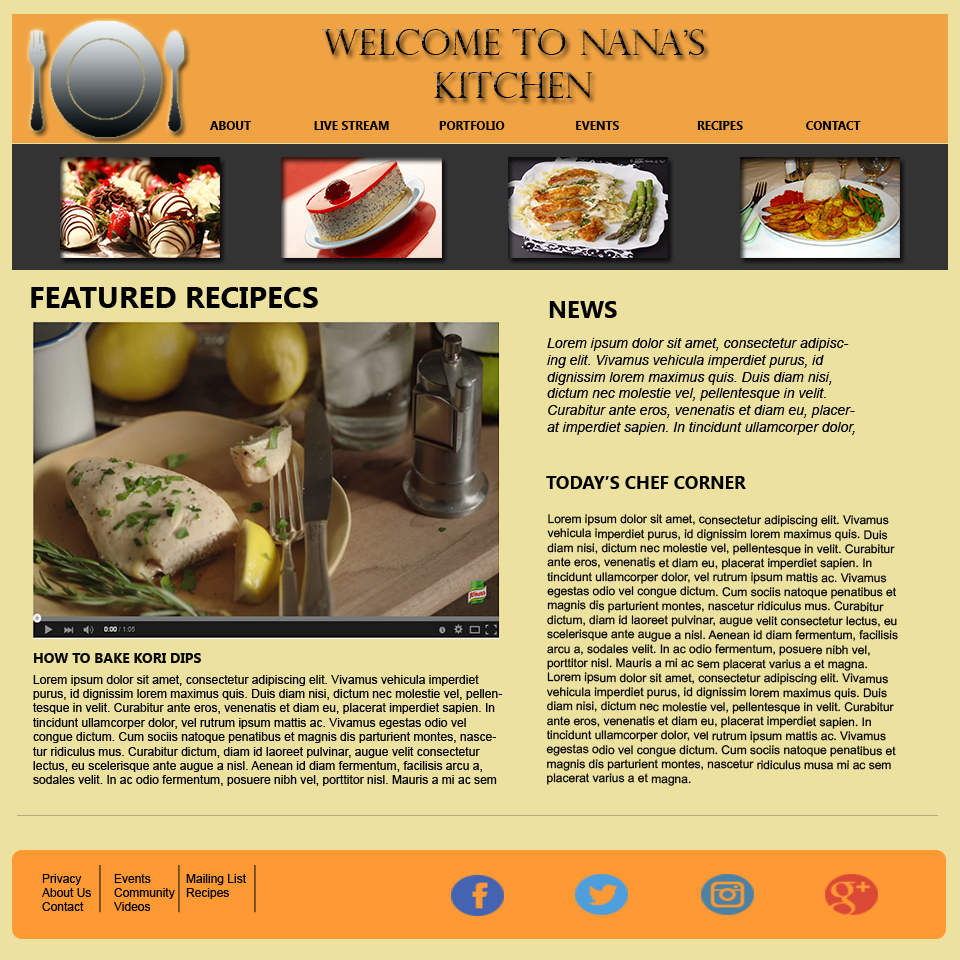 WELCOME TO NANA'S
KITCHEN
ABOUT LIVE STREAM PORTFOLIO EVENTS RECIPES CONTACT
FEATURED RECIPECS
Knorr
0:00 / 1:05
HOW TO BAKE KORI DIPS
Lorem ipsum dolor sit amet, consectetur adipiscing elit. Vivamus vehicula imperdiet
purus, id dignissim lorem maximus quis. Duis diam nisi, dictum nec molestie vel, pellen-
tesque in velit. Curabitur ante eros, venenatis et diam eu, placerat imperdiet sapien. In
tincidunt ullamcorper dolor, vel rutrum ipsum mattis ac. Vivamus egestas odio vel
congue dictum. Cum sociis natoque penatibus et magnis dis parturient montes, nasce-
tur ridiculus mus. Curabitur dictum, diam id laoreet pulvinar, augue velit consectetur
lectus, eu scelerisque ante augue a nisl. Aenean id diam fermentum, facilisis arcu a,
sodales velit. In ac odio fermentum, posuere nibh vel, porttitor nisl. Mauris a mi ac sem
NEWS
Lorem ipsum dolor sit amet, consectetur adipisc-
ing elit. Vivamus vehicula imperdiet purus, id
dignissim lorem maximus quis. Duis diam nisi,
dictum nec molestie vel, pellentesque in velit.
Curabitur ante eros, venenatis et diam eu, placer-
at imperdiet sapien. In tincidunt ullamcorper dolor,
TODAY'S CHEF CORNER
Lorem ipsum dolor sit amet, consectetur adipiscing elit. Vivamus
vehicula imperdiet purus, id dignissim lorem maximus quis. Duis
diam nisi, dictum nec molestie vel, pellentesque in velit. Curabitur
ante eros, venenatis et diam eu, placerat imperdiet sapien. In
tincidunt ullamcorper dolor, vel rutrum ipsum mattis ac. Vivamus
egestas odio vel congue dictum. Cum sociis natoque penatibus et
magnis dis parturient montes, nascetur ridiculus mus. Curabitur
dictum, diam id laoreet pulvinar, augue velit consectetur lectus, eu
scelerisque ante augue a nisl. Aenean id diam fermentum, facilisis
arcu a, sodales velit. In ac odio fermentum, posuere nibh vel,
porttitor nisl. Mauris a mi ac sem placerat varius a et magna.
Lorem ipsum dolor sit amet, consectetur adipiscing elit. Vivamus
vehicula imperdiet purus, id dignissim lorem maximus quis. Duis
diam nisi, dictum nec molestie vel, pellentesque in velit. Curabitur
ante eros, venenatis et diam eu, placerat imperdiet sapien. In
tincidunt ullamcorper dolor, vel rutrum ipsum mattis ac. Vivamus
egestas odio vel congue dictum. Cum sociis natoque penatibus et
magnis dis parturient montes, nascetur ridiculus musa mi ac sem
placerat varius a et magna.
Privacy
About Us
Contact
Events
Community
Videos
Mailing List
Recipes
f
g+